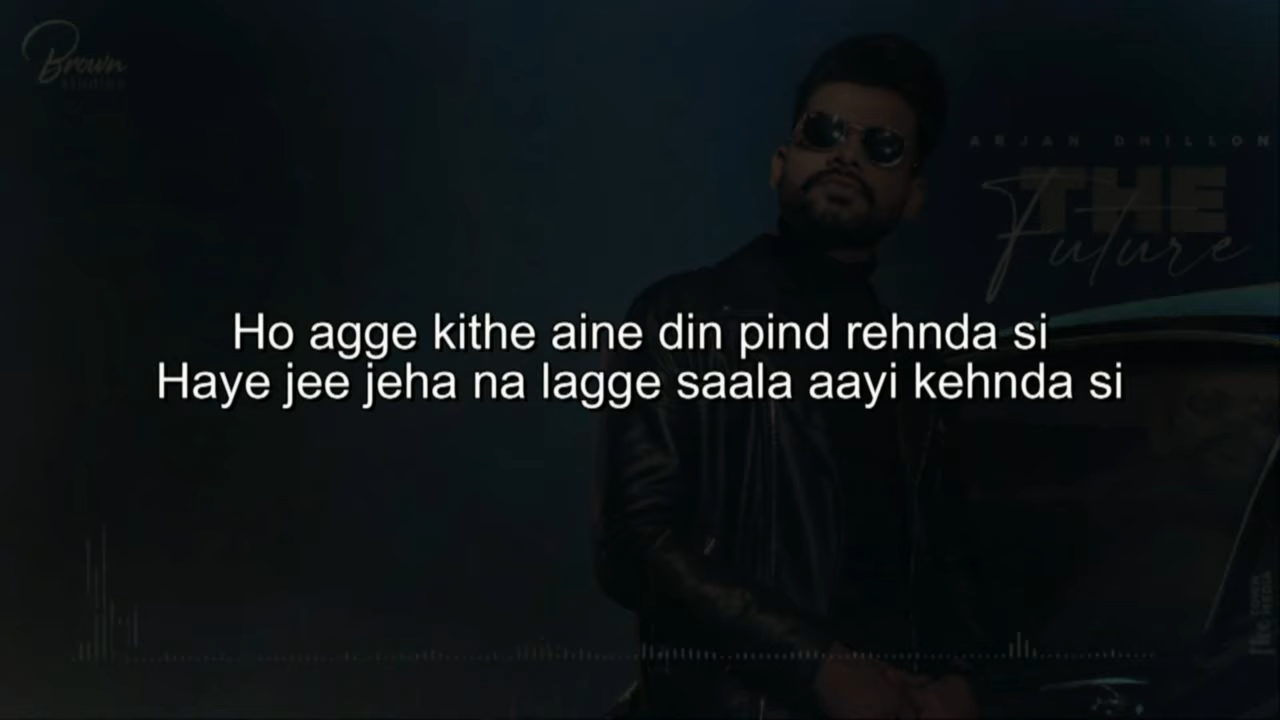 Brown
STUDIOS
ARJAN DHILLON
THE
Future
Ho agge kithe aine din pind rehnda si
Haye jee jeha na lagge saala aayi kehnda si